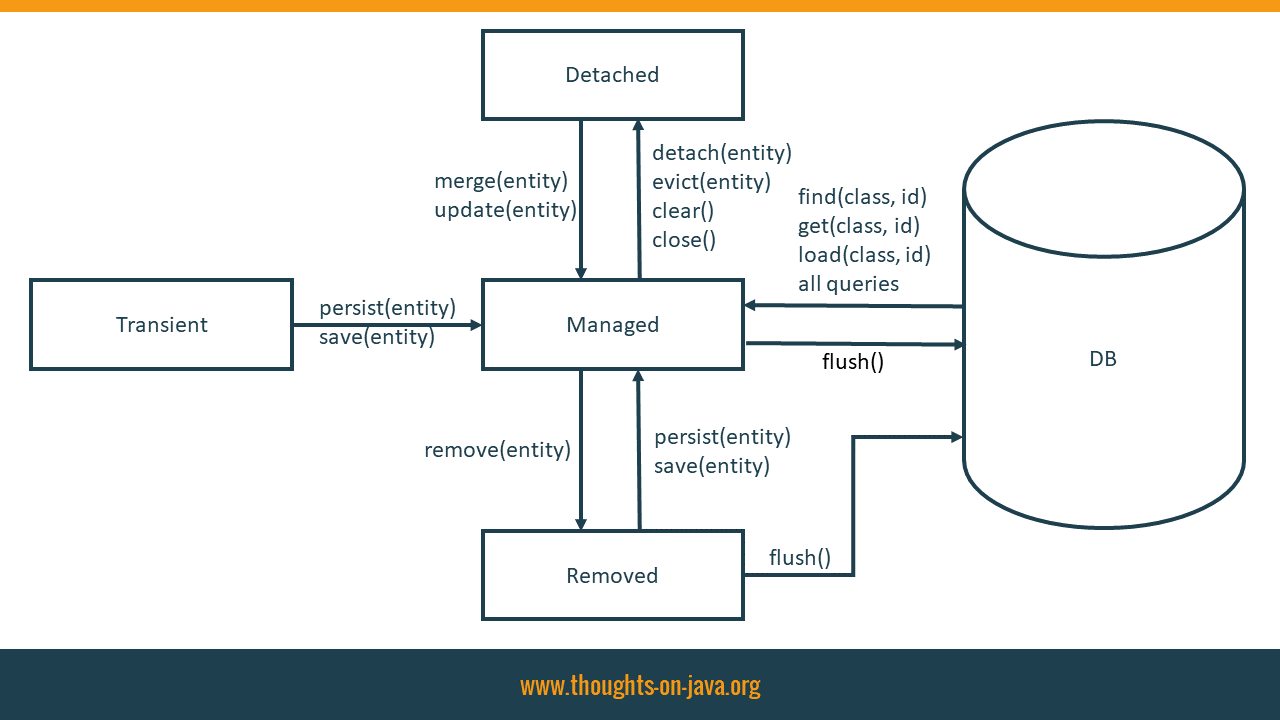 Detached
merge(entity)
update(entity)
detach(entity)
evict(entity)
clear()
close()
find(class, id)
get(class, id)
load(class, id)
all queries
Transient
persist(entity)
save(entity)
Managed
flush()
DB
remove(entity)
persist(entity)
save(entity)
Removed
flush()
www.thoughts-on-java.org